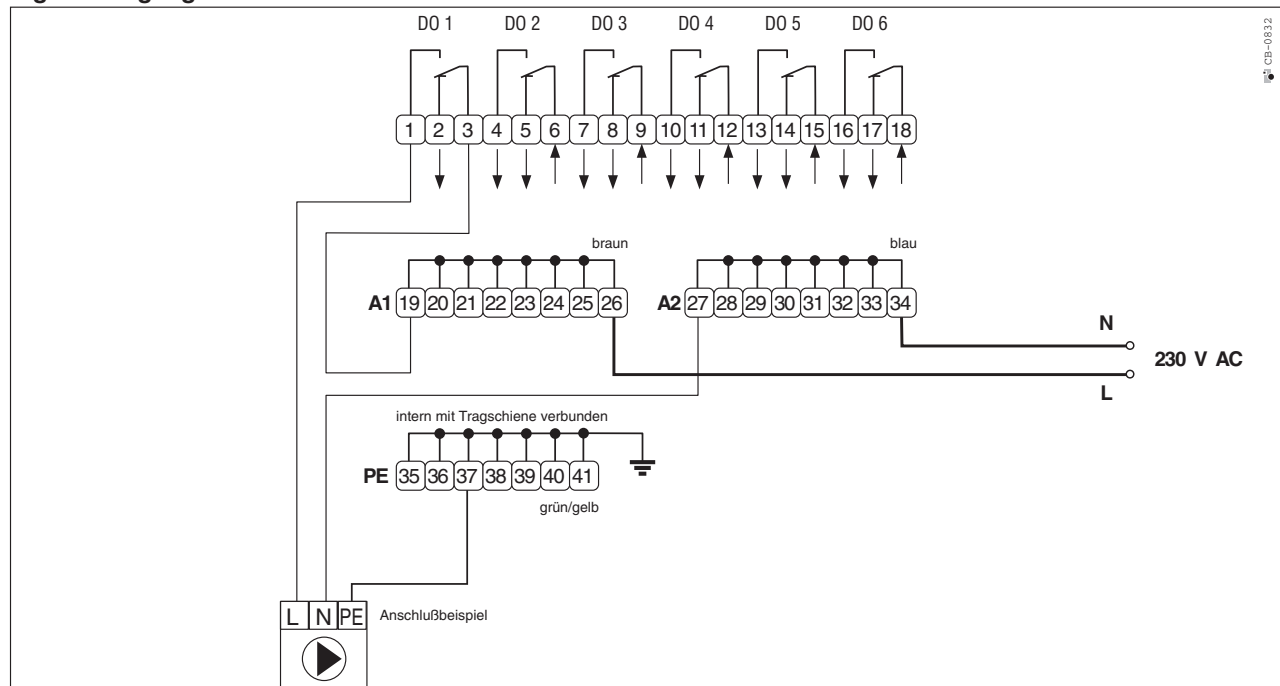 DO 1 DO 2 DO 3 DO 4 DO 5 DO 6
CB-0832
1 2 3 4 5 6 7 8 9 10 11 12 13 14 15 16 17 18
braun
blau
A1 19 20 21 22 23 24 25 26
A2 27 28 29 30 31 32 33 34
N
230 V AC
L
intern mit Tragschiene verbunden
PE 35 36 37 38 39 40 41
grün/gelb
L N PE
Anschlußbeispiel